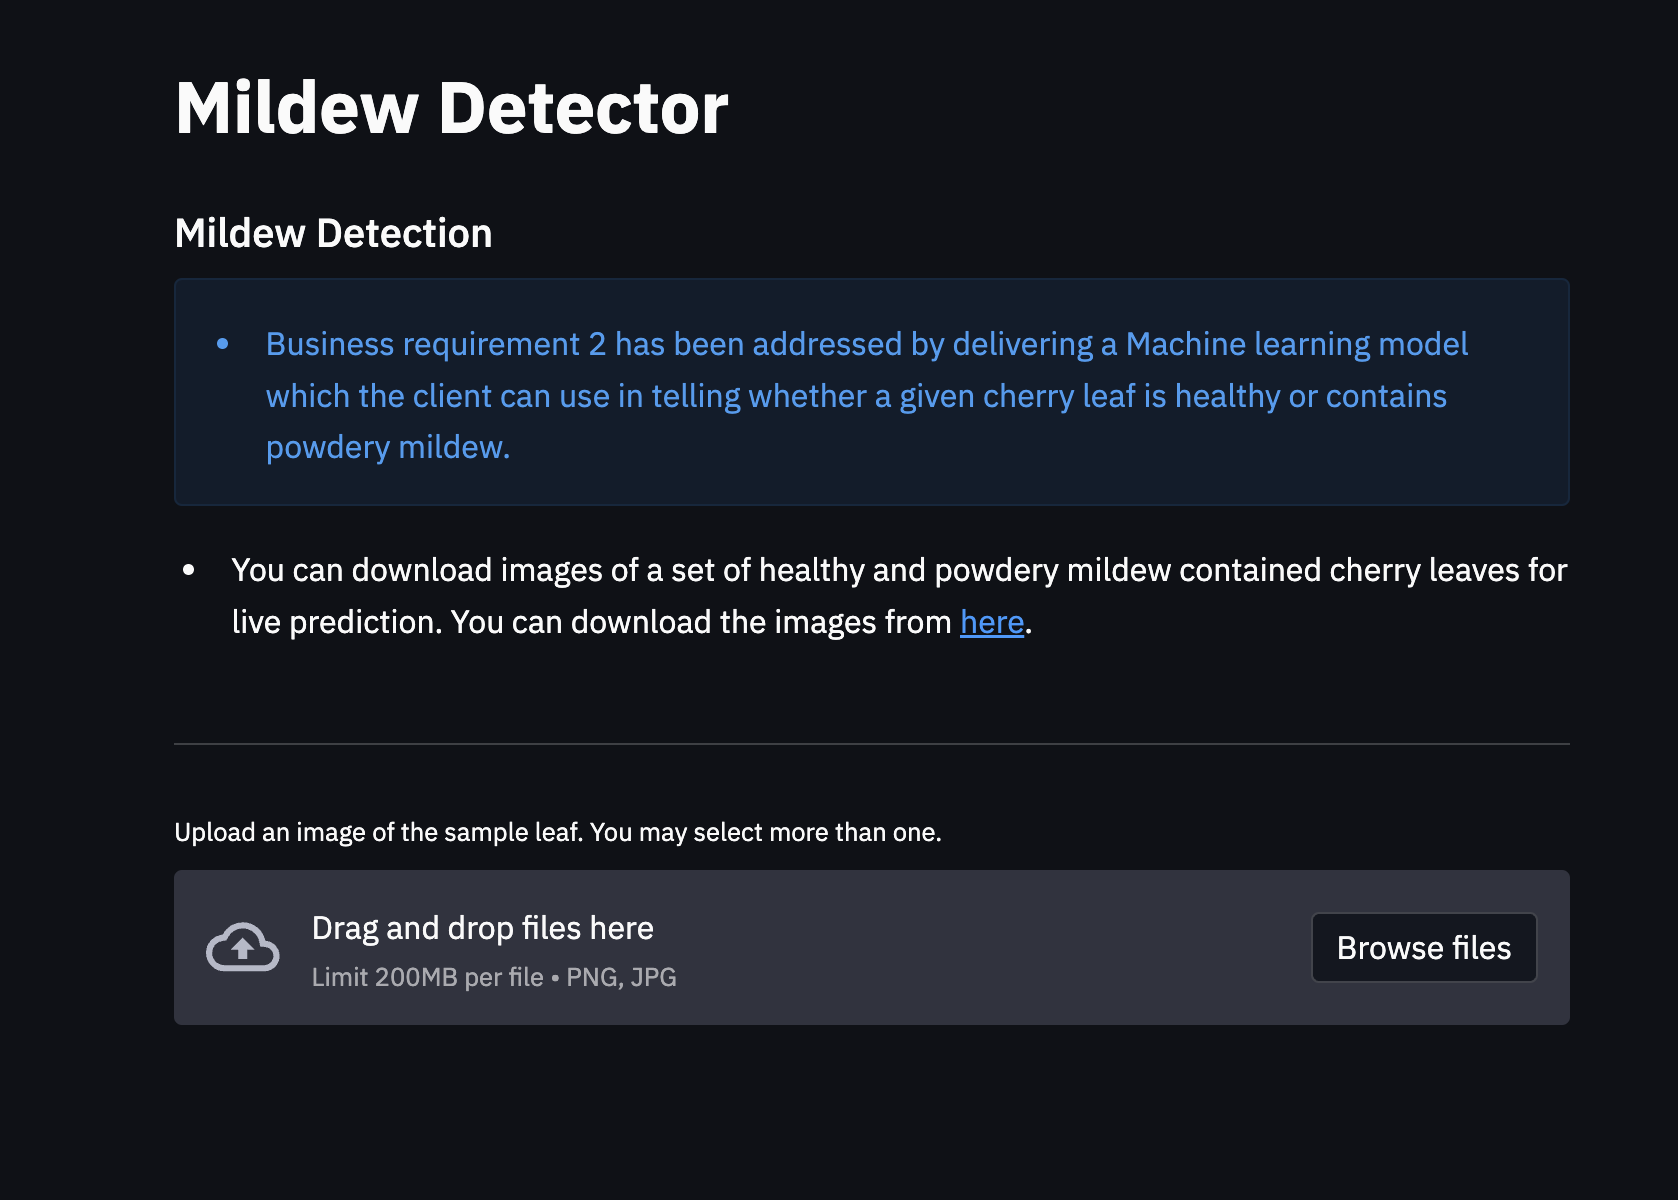 Mildew Detector
Mildew Detection
• Business requirement 2 has been addressed by delivering a Machine learning model
which the client can use in telling whether a given cherry leaf is healthy or contains
powdery mildew.
• You can download images of a set of healthy and powdery mildew contained cherry leaves for
live prediction. You can download the images from here.
Upload an image of the sample leaf. You may select more than one.
Drag and drop files here
Limit 200MB per file • PNG, JPG
Browse files